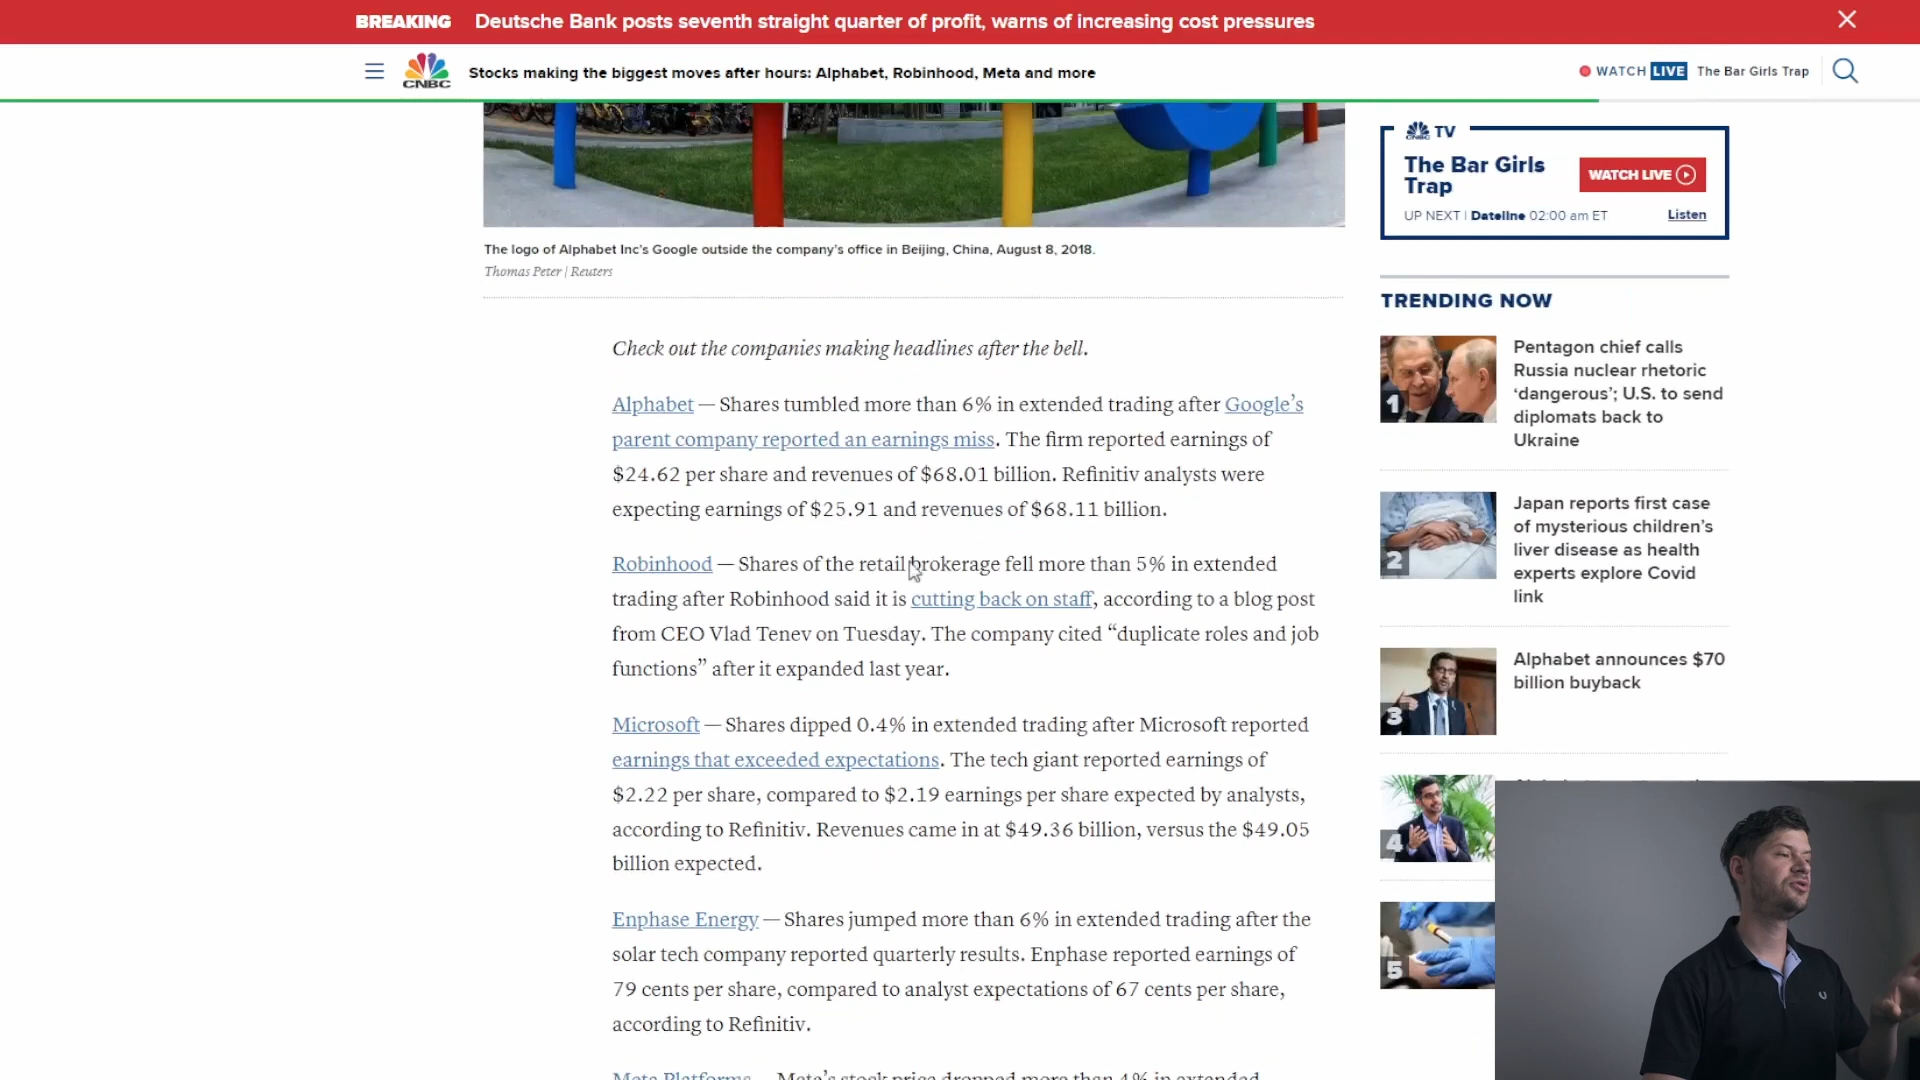 BREAKING Deutsche Bank posts seventh straight quarter of profit, warns of increasing cost pressures
CNBC
Stocks making the biggest moves after hours: Alphabet, Robinhood, Meta and more
WATCH LIVE The Bar Girls Trap
The logo of Alphabet Inc's Google outside the company's office in Beijing, China, August 8, 2018.
Thomas Peter | Reuters
Check out the companies making headlines after the bell.
Alphabet — Shares tumbled more than 6% in extended trading after Google’s
parent company reported an earnings miss. The firm reported earnings of
$24.62 per share and revenues of $68.01 billion. Refinitiv analysts were
expecting earnings of $25.91 and revenues of $68.11 billion.
Robinhood — Shares of the retail brokerage fell more than 5% in extended
trading after Robinhood said it is cutting back on staff, according to a blog post
from CEO Vlad Tenev on Tuesday. The company cited “duplicate roles and job
functions” after it expanded last year.
Microsoft — Shares dipped 0.4% in extended trading after Microsoft reported
earnings that exceeded expectations. The tech giant reported earnings of
$2.22 per share, compared to $2.19 earnings per share expected by analysts,
according to Refinitiv. Revenues came in at $49.36 billion, versus the $49.05
billion expected.
Enphase Energy — Shares jumped more than 6% in extended trading after the
solar tech company reported quarterly results. Enphase reported earnings of
79 cents per share, compared to analyst expectations of 67 cents per share,
according to Refinitiv.
Meta Platforms — Meta’s stock price dropped more than 4% in extended
CNBC TV
The Bar Girls
Trap
WATCH LIVE
UP NEXT | Dateline 02:00 am ET
Listen
TRENDING NOW
1
Pentagon chief calls
Russia nuclear rhetoric
‘dangerous’; U.S. to send
diplomats back to
Ukraine
2
Japan reports first case
of mysterious children’s
liver disease as health
experts explore Covid
link
3
Alphabet announces $70
billion buyback
4
5